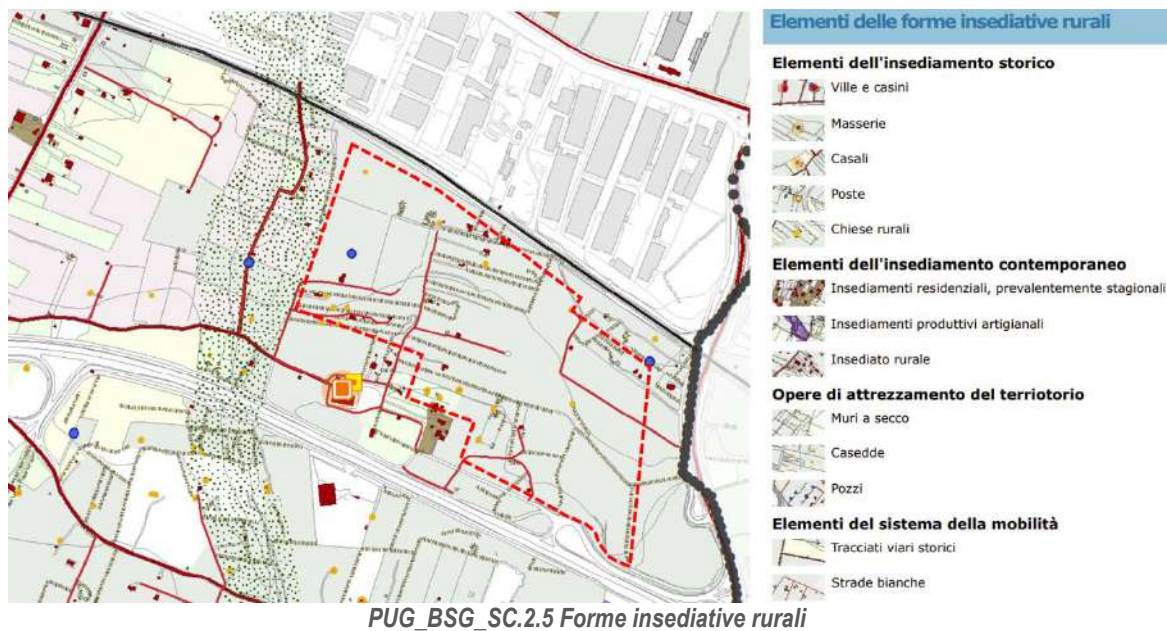 Elementi delle forme insediative rurali
Elementi dell'insediamento storico
Ville e casini
Masserie
Casali
Poste
Chiese rurali
Elementi dell'insediamento contemporaneo
Insediamenti residenziali, prevalentemente stagionali
Insediamenti produttivi artigianali
Insediato rurale
Opere di attrezzamento del terriotorio
Muri a secco
Casedde
Pozzi
Elementi del sistema della mobilità
Tracciati viari storici
Strade bianche
PUG_BSG_SC.2.5 Forme insediative rurali